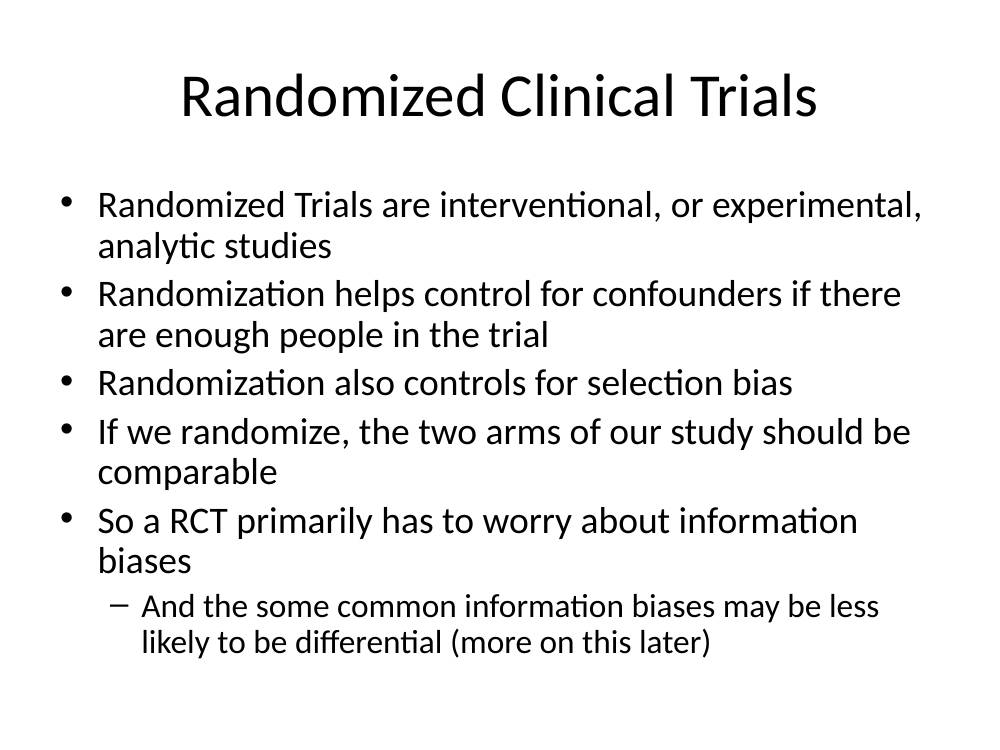 Randomized Clinical Trials
• Randomized Trials are interventional, or experimental,
analytic studies
• Randomization helps control for confounders if there
are enough people in the trial
• Randomization also controls for selection bias
• If we randomize, the two arms of our study should be
comparable
• So a RCT primarily has to worry about information
biases
– And the some common information biases may be less
likely to be differential (more on this later)